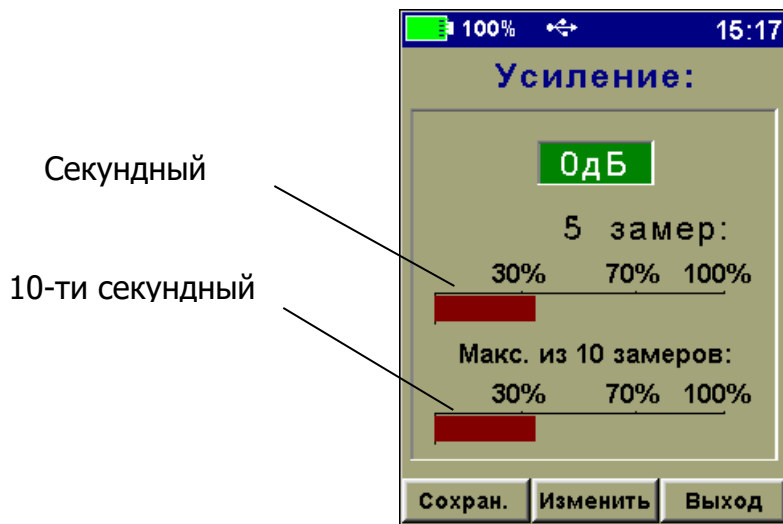 100% 15:17
Усиление:
Секундный
0дБ
5 замер:
30% 70% 100%
10-ти секундный
Макс. из 10 замеров:
30% 70% 100%
Сохран. Изменить Выход